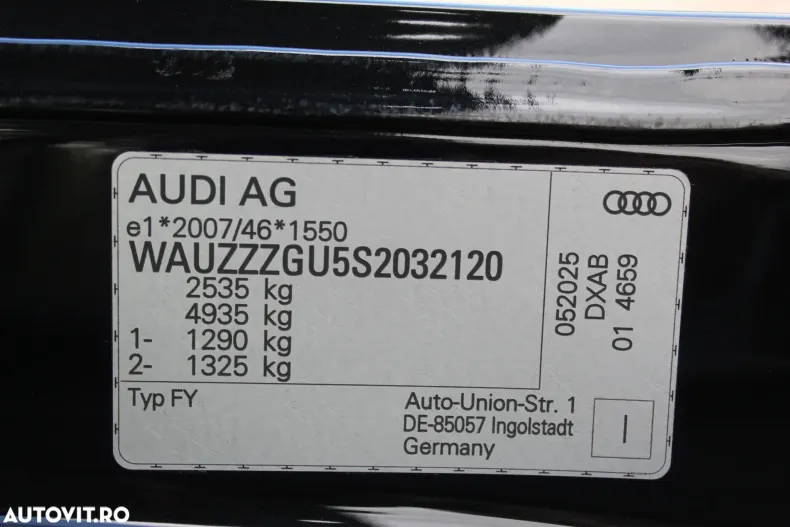 AUDI AG
e1*2007/46*1550
WAUZZZGU5S2032120
2535 kg
4935 kg
1- 1290 kg
2- 1325 kg
Typ FY
Auto-Union-Str. 1
DE-85057 Ingolstadt
Germany
052025
DXAB
01 4659
I
AUTOVIT.RO